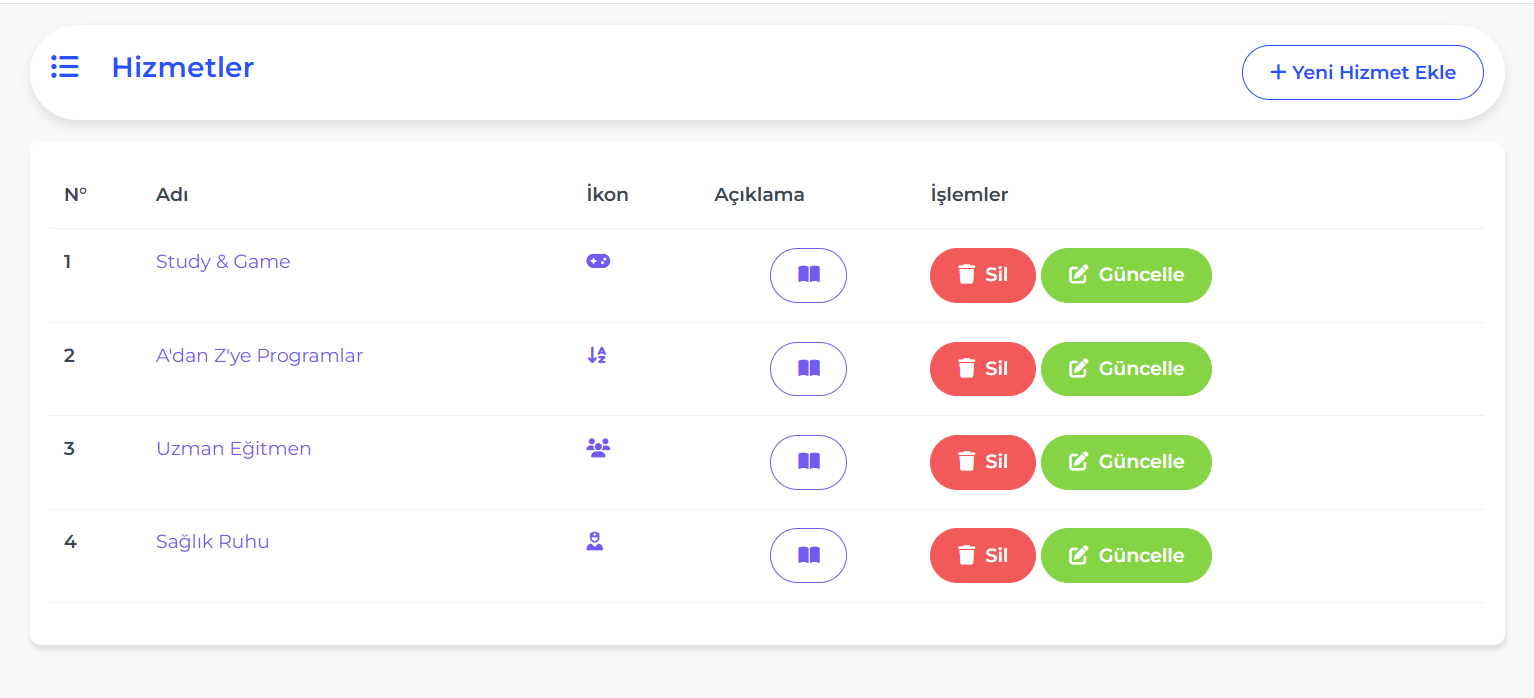 Hizmetler
+ Yeni Hizmet Ekle
N° Adı İkon Açıklama İşlemler
1 Study & Game Sil Güncelle
2 A'dan Z'ye Programlar Sil Güncelle
3 Uzman Eğitmen Sil Güncelle
4 Sağlık Ruhu Sil Güncelle